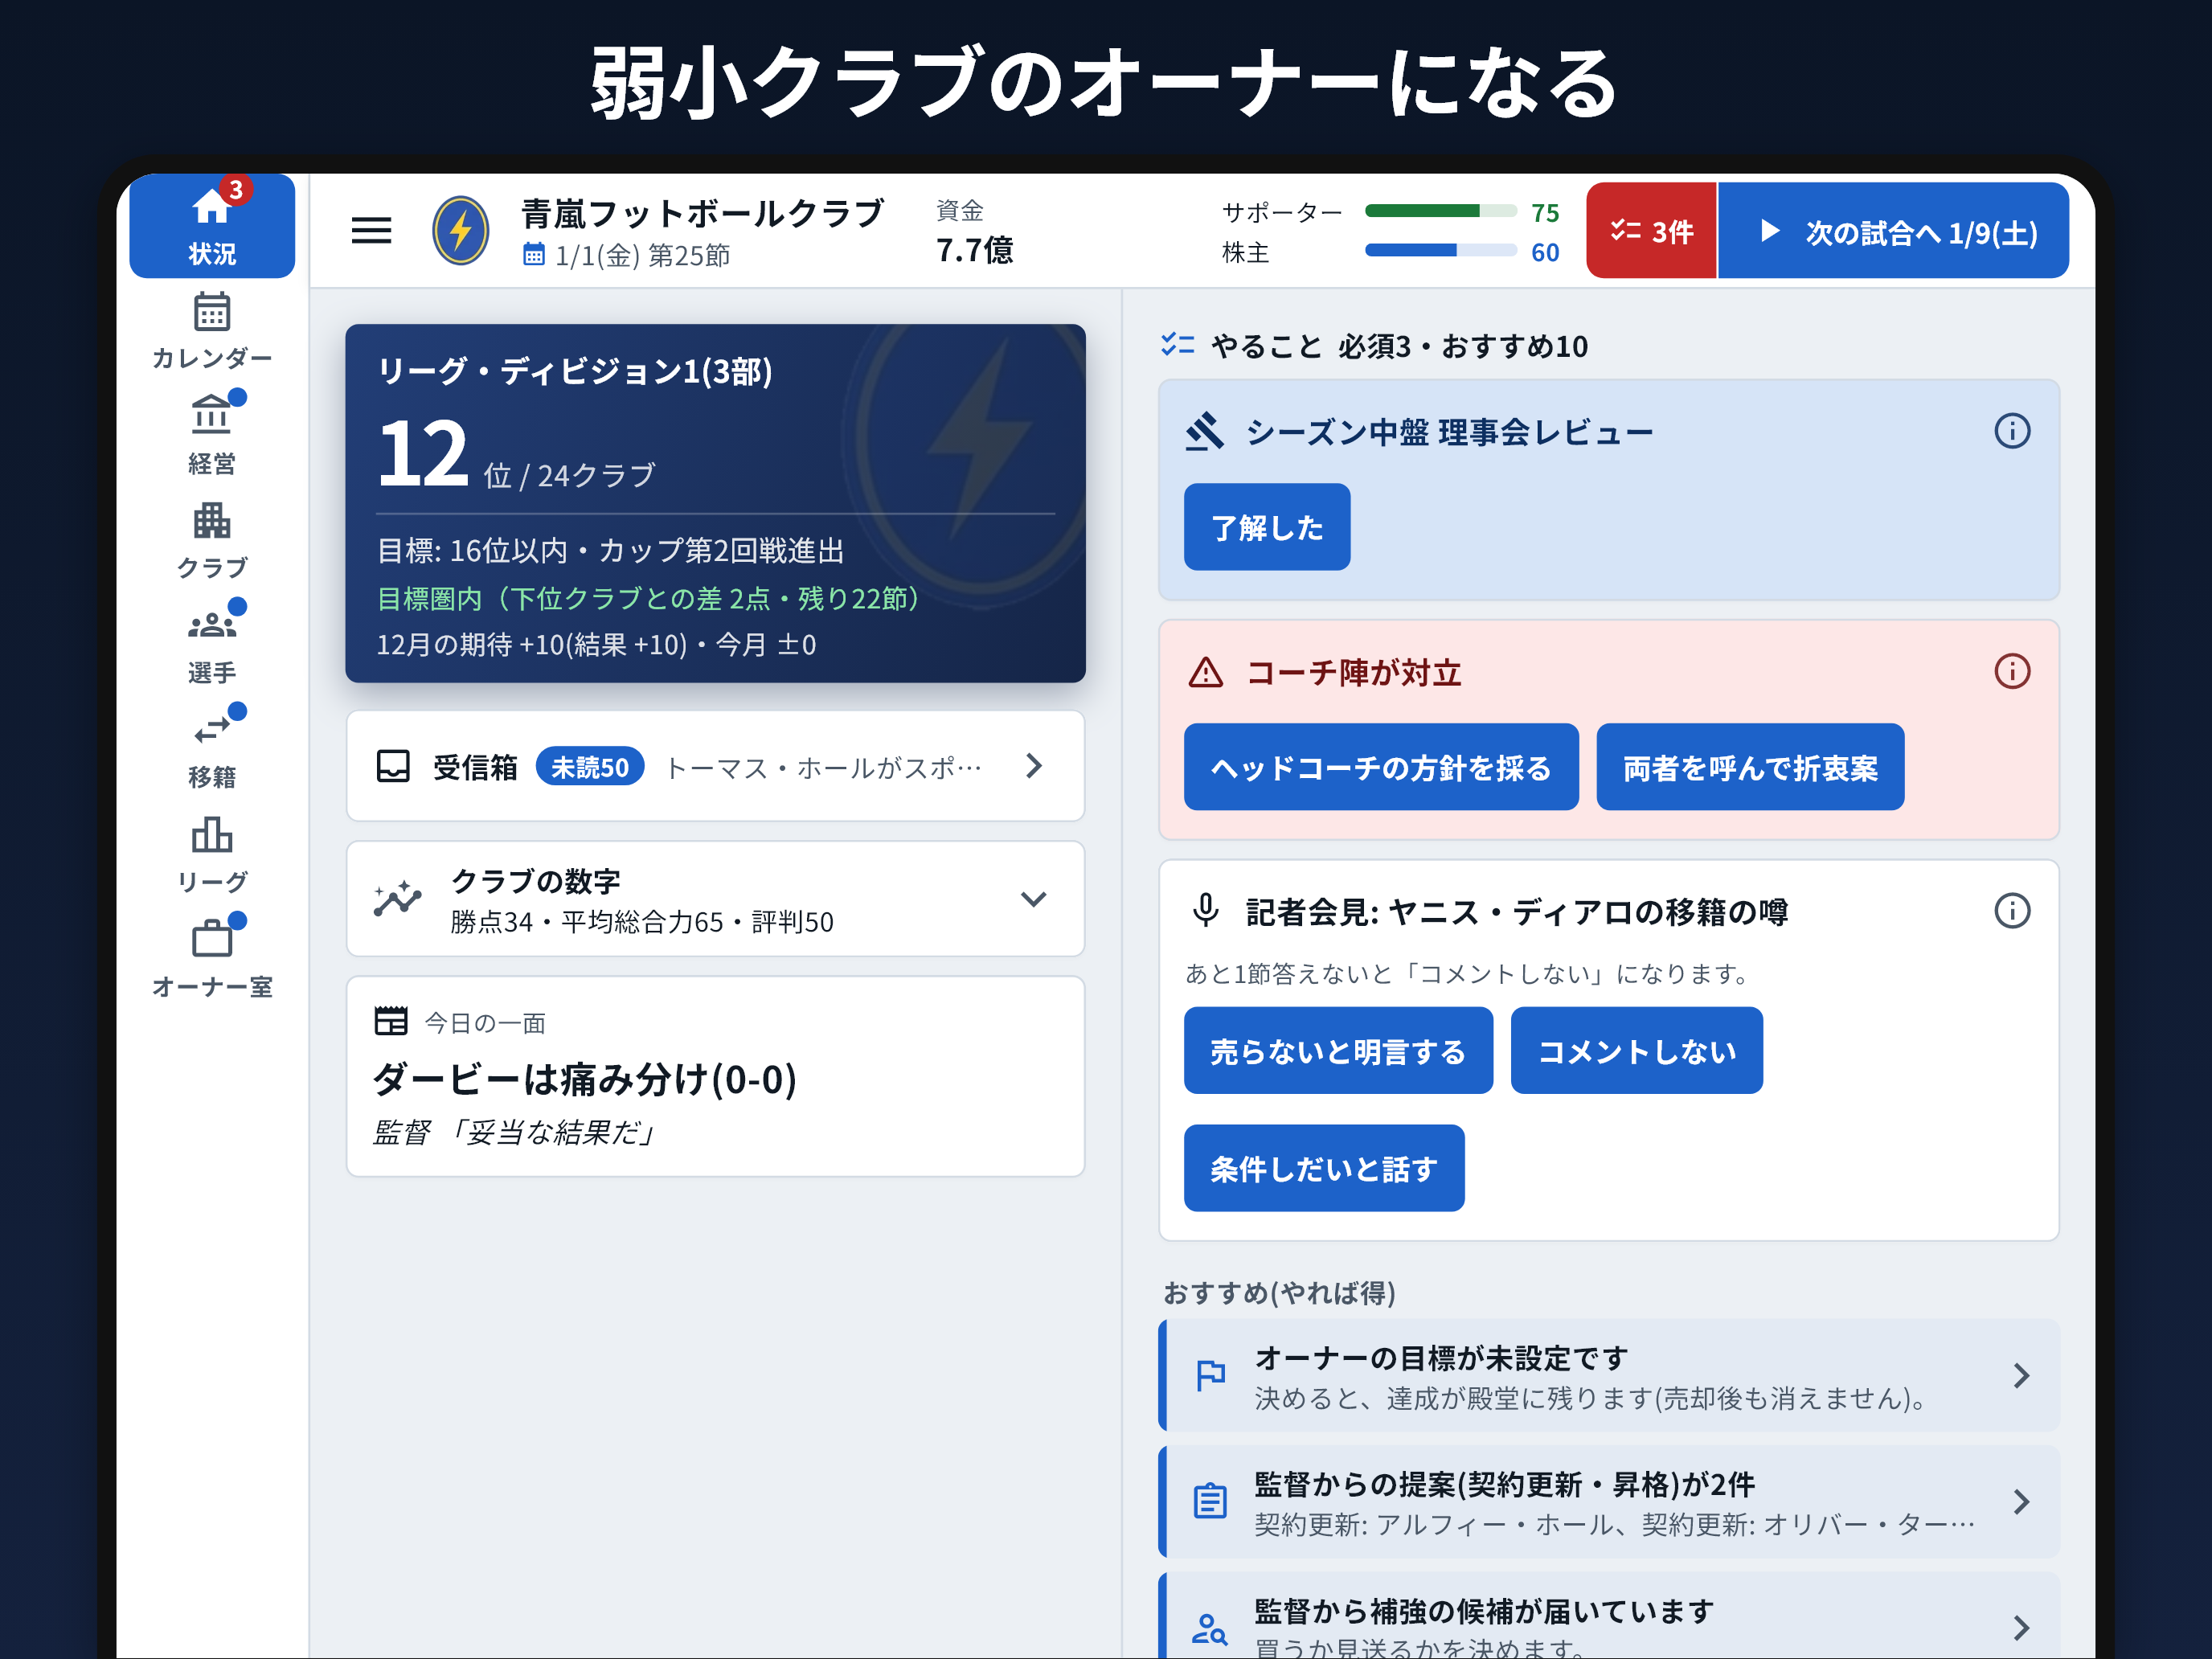 弱小クラブのオーナーになる
3
状況
カレンダー
経営
クラブ
選手
移籍
リーグ
オーナー室
青嵐フットボールクラブ
1/1(金) 第25節
資金
7.7億
サポーター 75
株主 60
3件
次の試合へ 1/9(土)
リーグ・ディビジョン1(3部)
12位 / 24クラブ
目標: 16位以内・カップ第2回戦進出
目標圏内（下位クラブとの差 2点・残り22節）
12月の期待 +10(結果 +10)・今月 ±0
受信箱 未読50 トーマス・ホールがスポ…
クラブの数字
勝点34・平均総合力65・評判50
今日の一面
ダービーは痛み分け(0-0)
監督 「妥当な結果だ」
やること 必須3・おすすめ10
シーズン中盤 理事会レビュー
了解した
コーチ陣が対立
ヘッドコーチの方針を採る 両者を呼んで折衷案
記者会見: ヤニス・ディアロの移籍の噂
あと1節答えないと「コメントしない」になります。
売らないと明言する コメントしない
条件しだいと話す
おすすめ(やれば得)
オーナーの目標が未設定です
決めると、達成が殿堂に残ります(売却後も消えません)。
監督からの提案(契約更新・昇格)が2件
契約更新: アルフィー・ホール、契約更新: オリバー・ター…
監督から補強の候補が届いています
買うか見送るかを決めます。